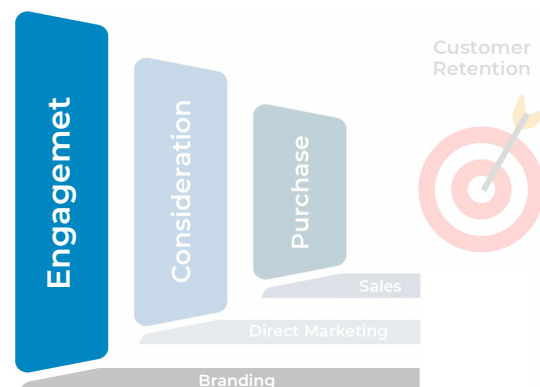 Engagemet
Consideration
Purchase
Customer
Retention
Sales
Direct Marketing
Branding